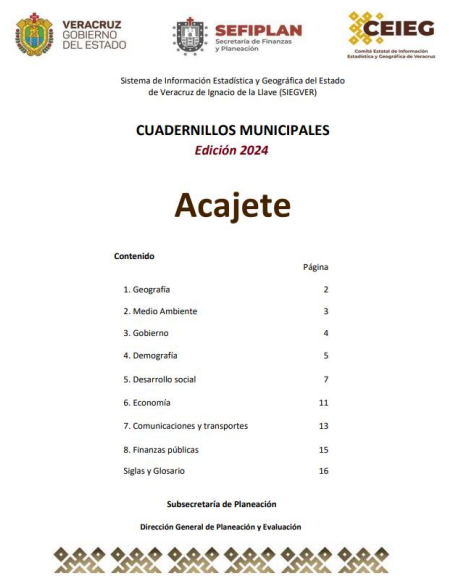 VERACRUZ
GOBIERNO
DEL ESTADO
SEFIPLAN
Secretaría de Finanzas
y Planeación
CEIEG
Comité Estatal de Información
Estadística y Geográfica de Veracruz
Sistema de Información Estadística y Geográfica del Estado
de Veracruz de Ignacio de la Llave (SIEGVER)
CUADERNILLOS MUNICIPALES
Edición 2024
Acajete
Contenido
Página
1. Geografía 2
2. Medio Ambiente 3
3. Gobierno 4
4. Demografía 5
5. Desarrollo social 7
6. Economía 11
7. Comunicaciones y transportes 13
8. Finanzas públicas 15
Siglas y Glosario 16
Subsecretaría de Planeación
Dirección General de Planeación y Evaluación